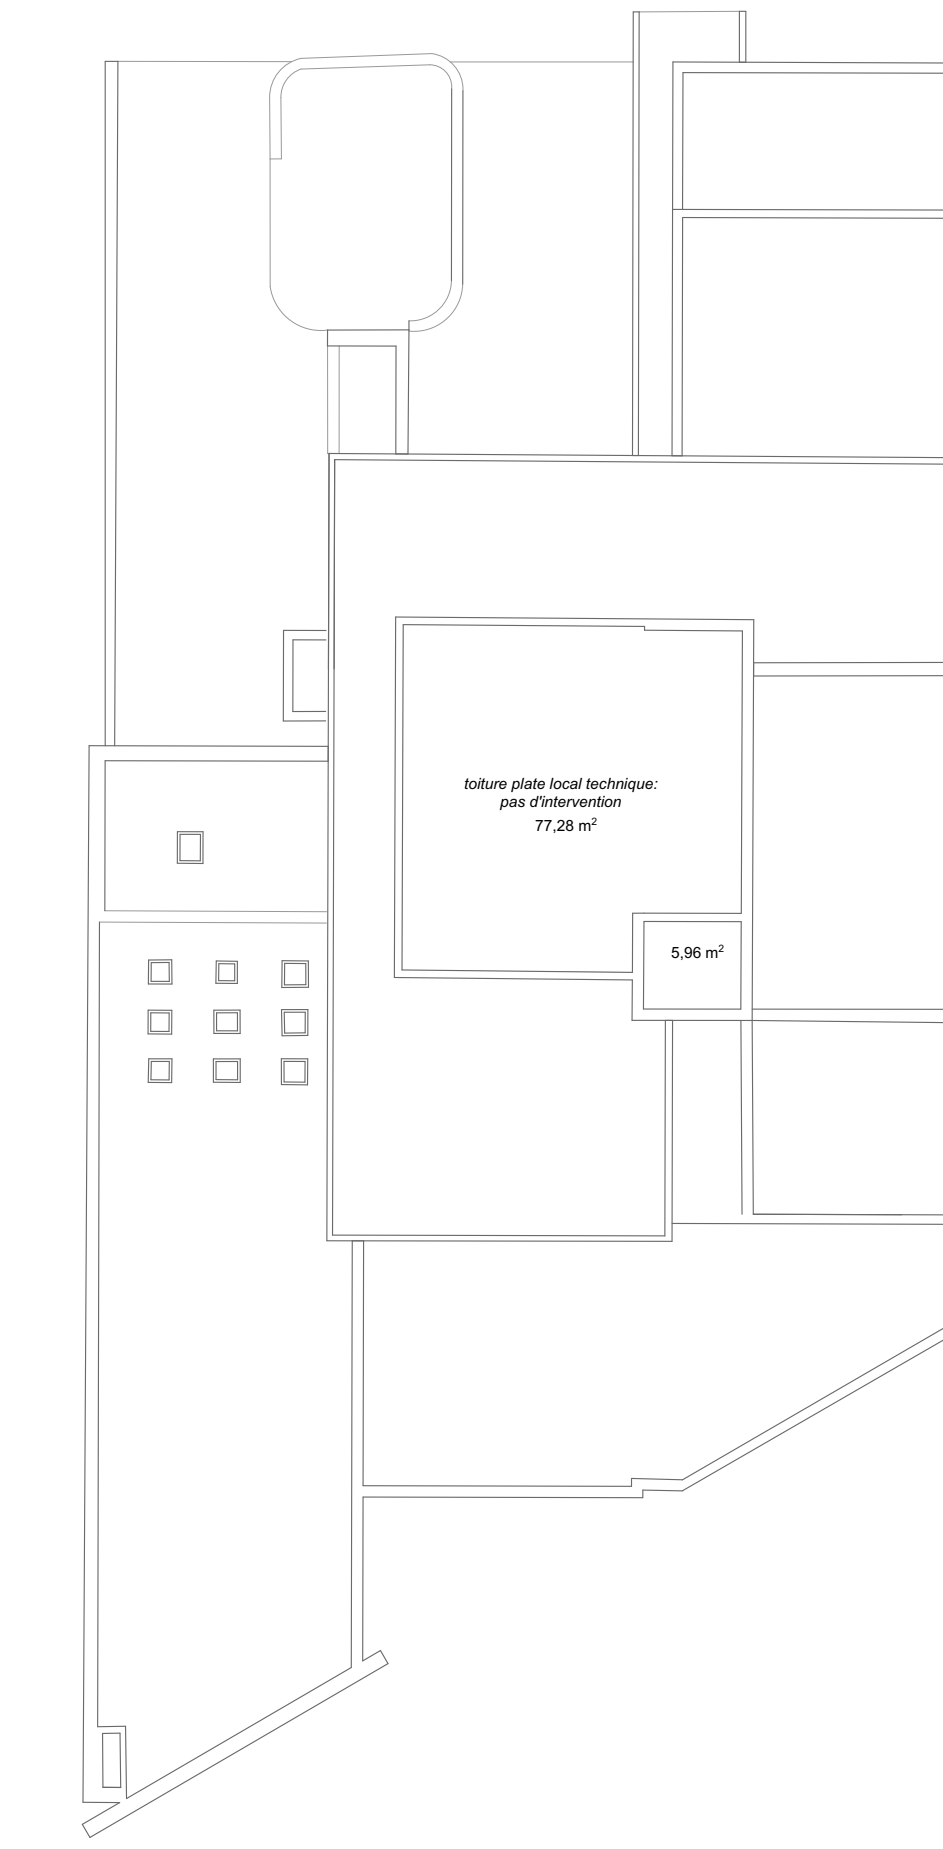 toiture plate local technique:
pas d'intervention
77,28 m²
5,96 m²